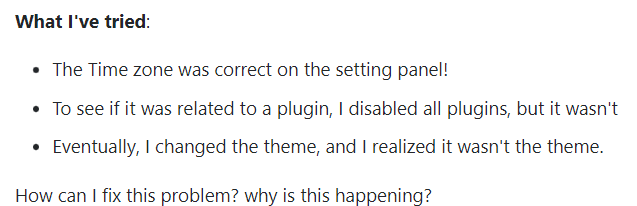 What I've tried:
• The Time zone was correct on the setting panel!
• To see if it was related to a plugin, I disabled all plugins, but it wasn't
• Eventually, I changed the theme, and I realized it wasn't the theme.
How can I fix this problem? why is this happening?